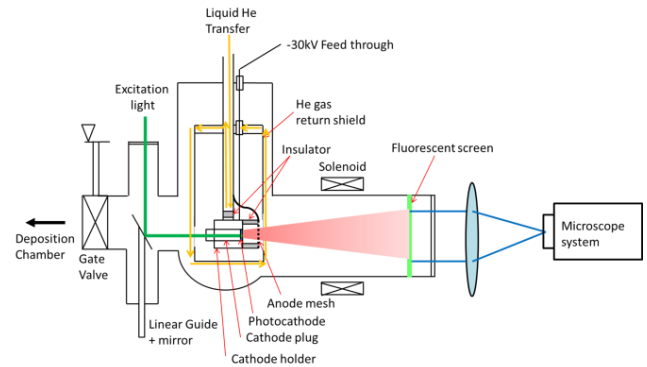 Liquid He
Transfer
-30kV Feed through
Excitation
light
He gas
return shield
Insulator
Fluorescent screen
Solenoid
Microscope
system
Deposition
Chamber
Gate
Valve
Anode mesh
Photocathode
Linear Guide
+ mirror
Cathode plug
Cathode holder